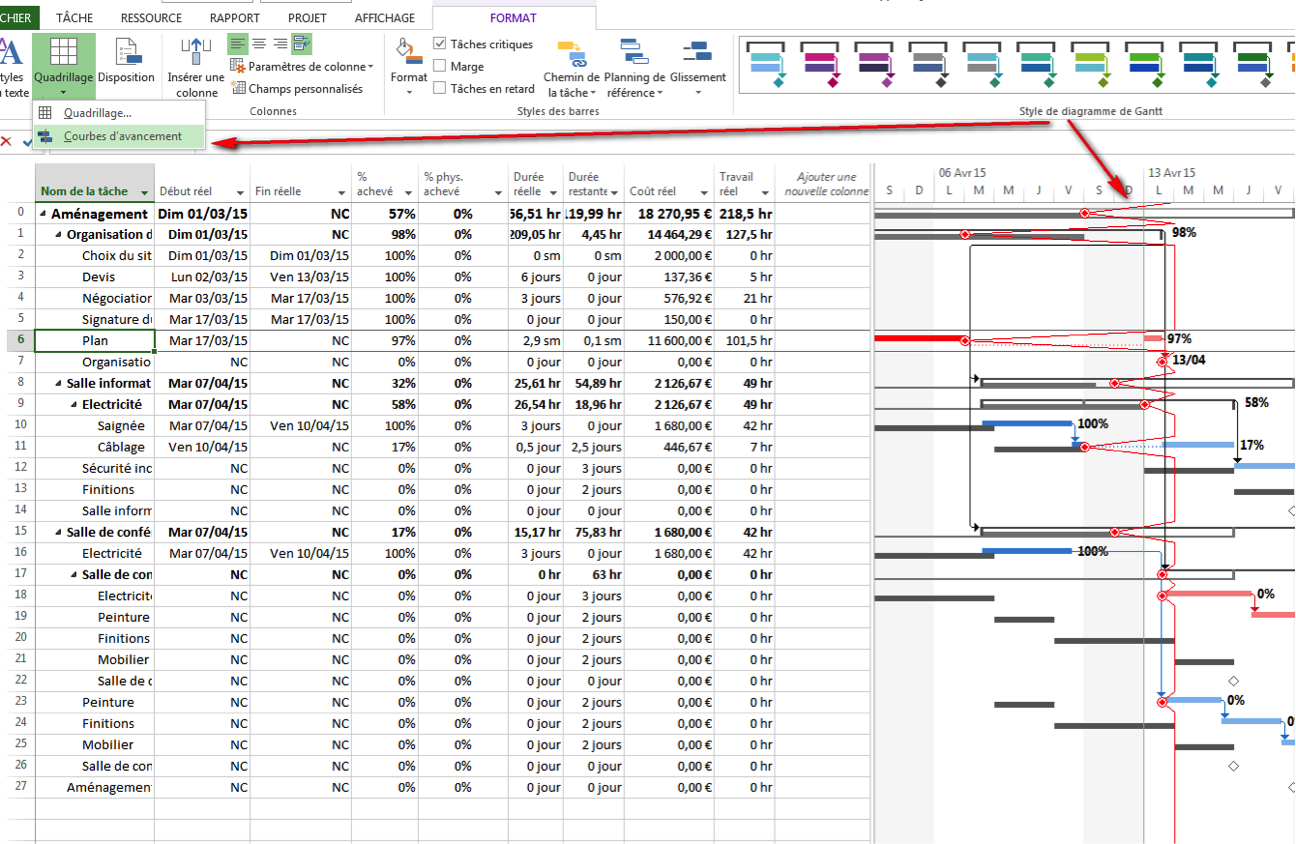 CHIER TÂCHE RESSOURCE RAPPORT PROJET AFFICHAGE FORMAT
tyles Quadrillage Disposition Insérer une Paramètres de colonne Champs personnalisés Format Tâches critiques Chemin de Planning de Glissement
u texte colonne Marge la tâche référence
Tâches en retard
Colonnes Styles des barres Style de diagramme de Gantt
Quadrillage...
Courbes d'avancement
Nom de la tâche Début réel Fin réelle % achevé % phys. achevé Durée réelle Durée restante Coût réel Travail réel Ajouter une nouvelle colonne
06 Avr 15 13 Avr 15
S D L M M J V S D L M M J V
0 Aménagement Dim 01/03/15 NC 57% 0% 56,51 hr 119,99 hr 18 270,95 € 218,5 hr
1 Organisation d Dim 01/03/15 NC 98% 0% 209,05 hr 4,45 hr 14 464,29 € 127,5 hr 98%
2 Choix du sit Dim 01/03/15 Dim 01/03/15 100% 0% 0 sm 0 sm 2 000,00 € 0 hr
3 Devis Lun 02/03/15 Ven 13/03/15 100% 0% 6 jours 0 jour 137,36 € 5 hr
4 Négociation Mar 03/03/15 Mar 17/03/15 100% 0% 3 jours 0 jour 576,92 € 21 hr
5 Signature du Mar 17/03/15 Mar 17/03/15 100% 0% 0 jour 0 jour 150,00 € 0 hr
6 Plan Mar 17/03/15 NC 97% 0% 2,9 sm 0,1 sm 11 600,00 € 101,5 hr 97%
7 Organisatio NC NC 0% 0% 0 jour 0 jour 0,00 € 0 hr 13/04
8 Salle informat Mar 07/04/15 NC 32% 0% 25,61 hr 54,89 hr 2 126,67 € 49 hr
9 Electricité Mar 07/04/15 NC 58% 0% 26,54 hr 18,96 hr 2 126,67 € 49 hr 58%
10 Saignée Mar 07/04/15 Ven 10/04/15 100% 0% 3 jours 0 jour 1 680,00 € 42 hr 100%
11 Câblage Ven 10/04/15 NC 17% 0% 0,5 jour 2,5 jours 446,67 € 7 hr 17%
12 Sécurité inc NC NC 0% 0% 0 jour 3 jours 0,00 € 0 hr
13 Finitions NC NC 0% 0% 0 jour 2 jours 0,00 € 0 hr
14 Salle inform NC NC 0% 0% 0 jour 0 jour 0,00 € 0 hr
15 Salle de confé Mar 07/04/15 NC 17% 0% 15,17 hr 75,83 hr 1 680,00 € 42 hr
16 Electricité Mar 07/04/15 Ven 10/04/15 100% 0% 3 jours 0 jour 1 680,00 € 42 hr 100%
17 Salle de con NC NC 0% 0% 0 hr 63 hr 0,00 € 0 hr
18 Electricité NC NC 0% 0% 0 jour 3 jours 0,00 € 0 hr 0%
19 Peinture NC NC 0% 0% 0 jour 2 jours 0,00 € 0 hr
20 Finitions NC NC 0% 0% 0 jour 2 jours 0,00 € 0 hr
21 Mobilier NC NC 0% 0% 0 jour 2 jours 0,00 € 0 hr
22 Salle de c NC NC 0% 0% 0 jour 0 jour 0,00 € 0 hr
23 Peinture NC NC 0% 0% 0 jour 2 jours 0,00 € 0 hr 0%
24 Finitions NC NC 0% 0% 0 jour 2 jours 0,00 € 0 hr 0
25 Mobilier NC NC 0% 0% 0 jour 2 jours 0,00 € 0 hr
26 Salle de con NC NC 0% 0% 0 jour 0 jour 0,00 € 0 hr
27 Aménagemen NC NC 0% 0% 0 jour 0 jour 0,00 € 0 hr